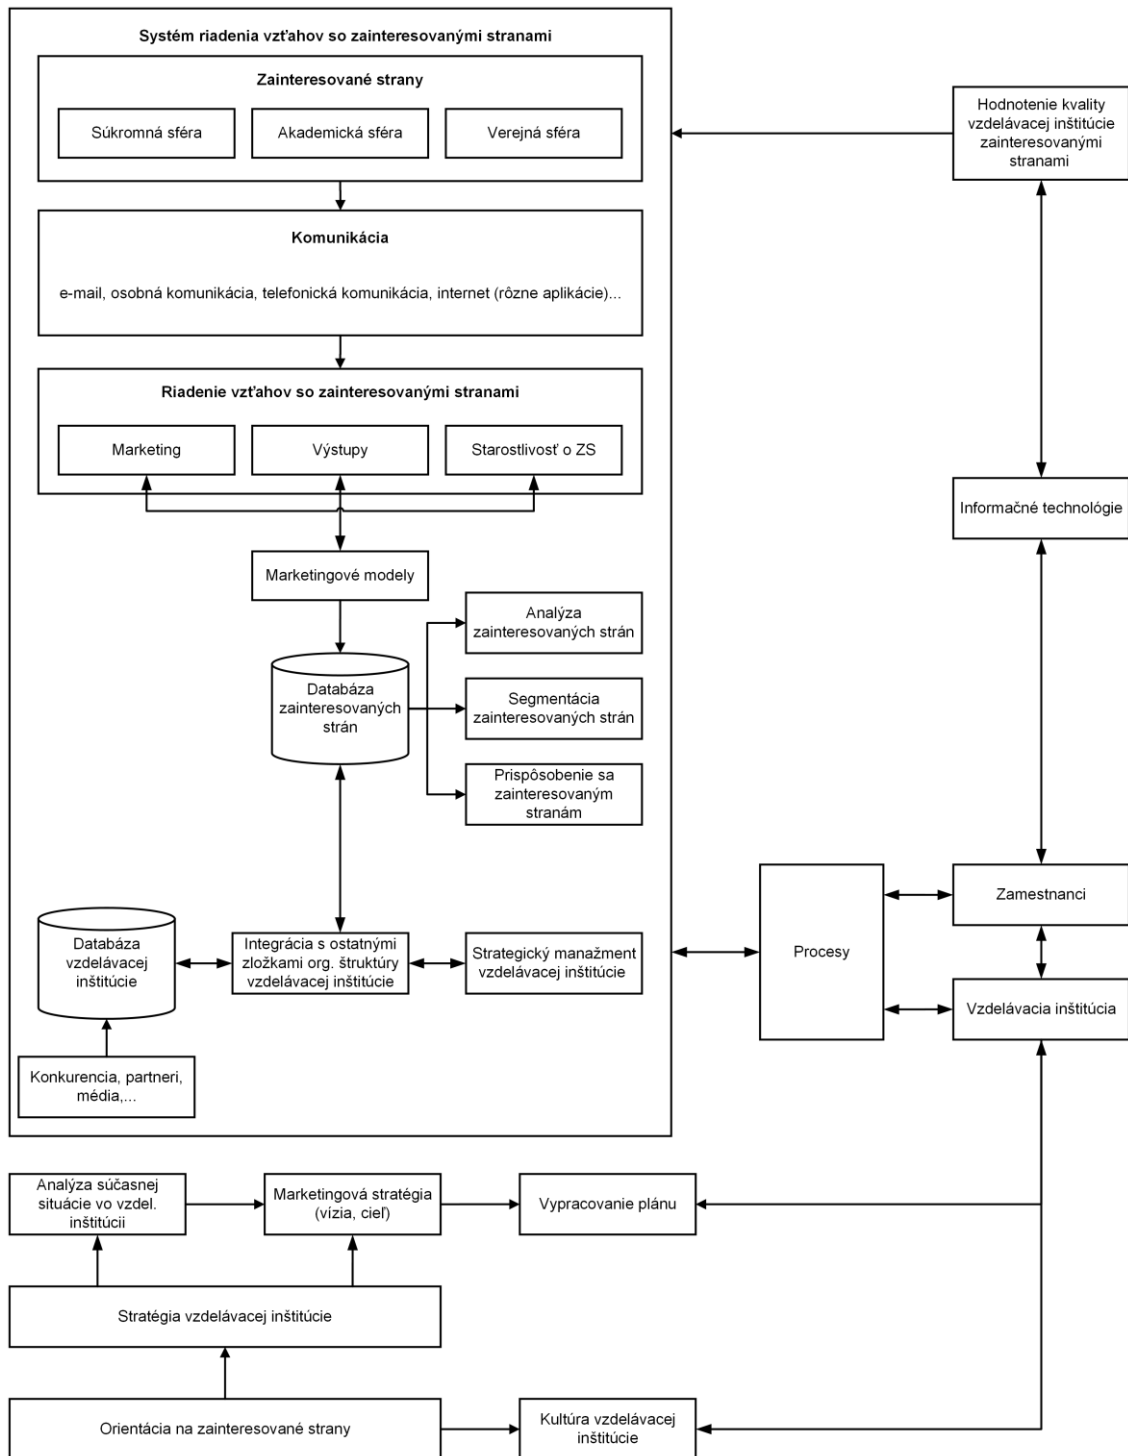 Systém riadenia vzťahov so zainteresovanými stranami
Zainteresované strany
Súkromná sféra
Akademická sféra
Verejná sféra
Hodnotenie kvality
vzdelávacej inštitúcie
zainteresovanými
stranami
Komunikácia
e-mail, osobná komunikácia, telefonická komunikácia, internet (rôzne aplikácie)...
Riadenie vzťahov so zainteresovanými stranami
Marketing
Výstupy
Starostlivosť o ZS
Informačné technológie
Marketingové modely
Analýza
zainteresovaných strán
Databáza
zainteresovaných
strán
Segmentácia
zainteresovaných strán
Prispôsobenie sa
zainteresovaným
stranám
Databáza
vzdelávacej
inštitúcie
Integrácia s ostatnými
zložkami org. štruktúry
vzdelávacej inštitúcie
Strategický manažment
vzdelávacej inštitúcie
Procesy
Zamestnanci
Vzdelávacia inštitúcia
Konkurencia, partneri,
média,...
Analýza súčasnej
situácie vo vzdel.
inštitúcii
Marketingová stratégia
(vízia, cieľ)
Vypracovanie plánu
Stratégia vzdelávacej inštitúcie
Orientácia na zainteresované strany
Kultúra vzdelávacej
inštitúcie